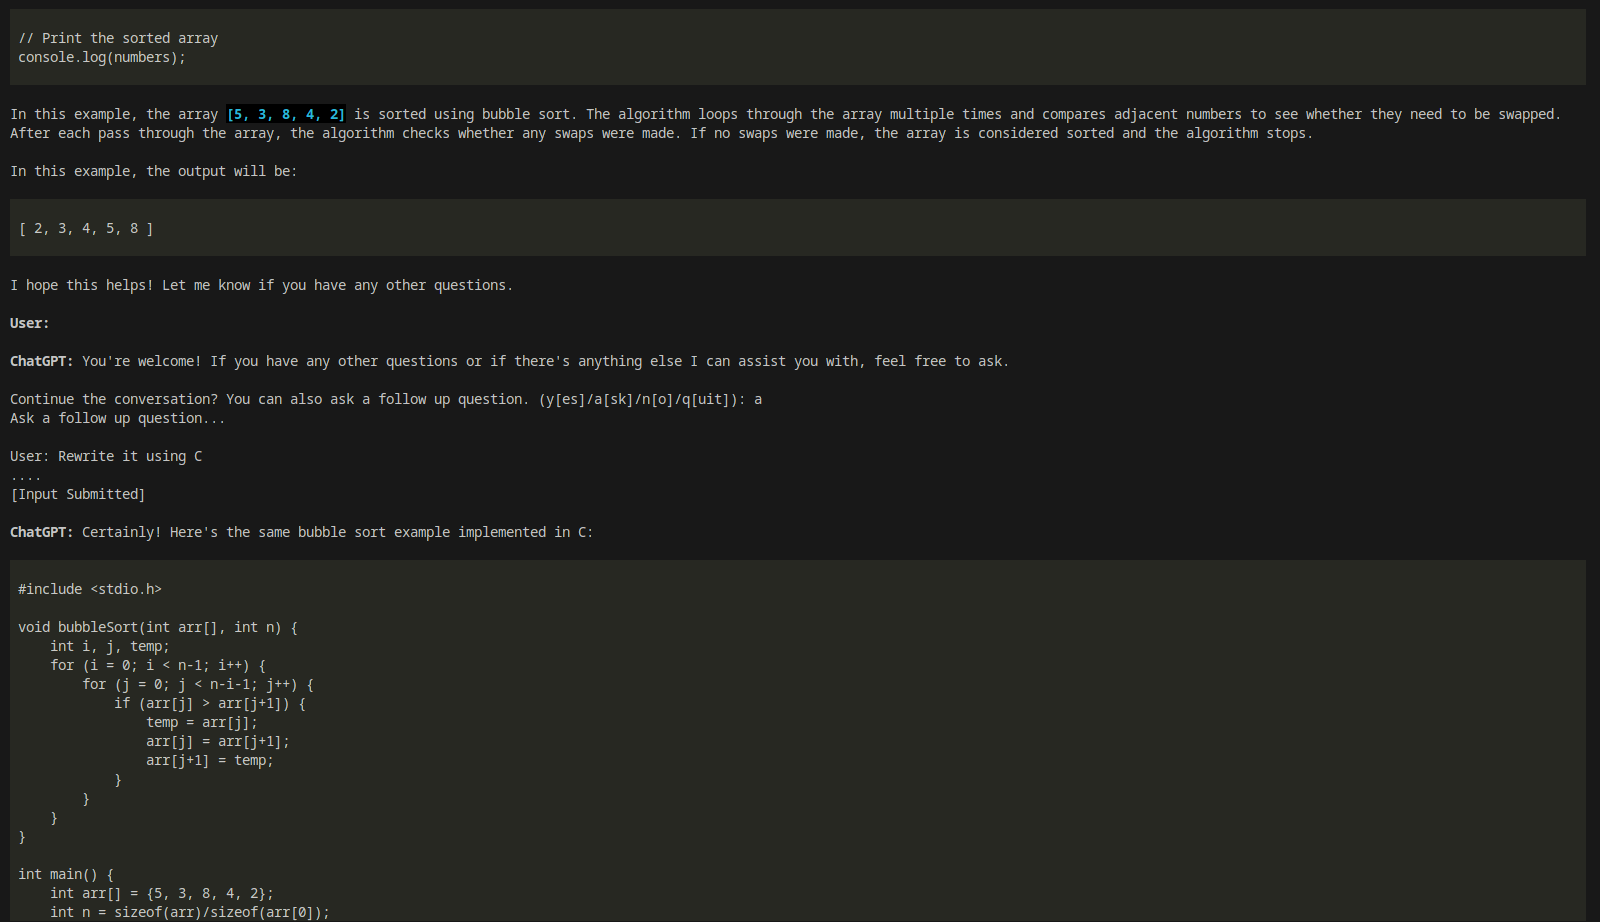 // Print the sorted array
console.log(numbers);
In this example, the array [5, 3, 8, 4, 2] is sorted using bubble sort. The algorithm loops through the array multiple times and compares adjacent numbers to see whether they need to be swapped.
After each pass through the array, the algorithm checks whether any swaps were made. If no swaps were made, the array is considered sorted and the algorithm stops.
In this example, the output will be:
[ 2, 3, 4, 5, 8 ]
I hope this helps! Let me know if you have any other questions.
User:
ChatGPT: You're welcome! If you have any other questions or if there's anything else I can assist you with, feel free to ask.
Continue the conversation? You can also ask a follow up question. (y[es]/a[sk]/n[o]/q[uit]): a
Ask a follow up question...
User: Rewrite it using C
....
[Input Submitted]
ChatGPT: Certainly! Here's the same bubble sort example implemented in C:
#include <stdio.h>
void bubbleSort(int arr[], int n) {
    int i, j, temp;
    for (i = 0; i < n-1; i++) {
        for (j = 0; j < n-i-1; j++) {
            if (arr[j] > arr[j+1]) {
                temp = arr[j];
                arr[j] = arr[j+1];
                arr[j+1] = temp;
            }
        }
    }
}
int main() {
    int arr[] = {5, 3, 8, 4, 2};
    int n = sizeof(arr)/sizeof(arr[0]);